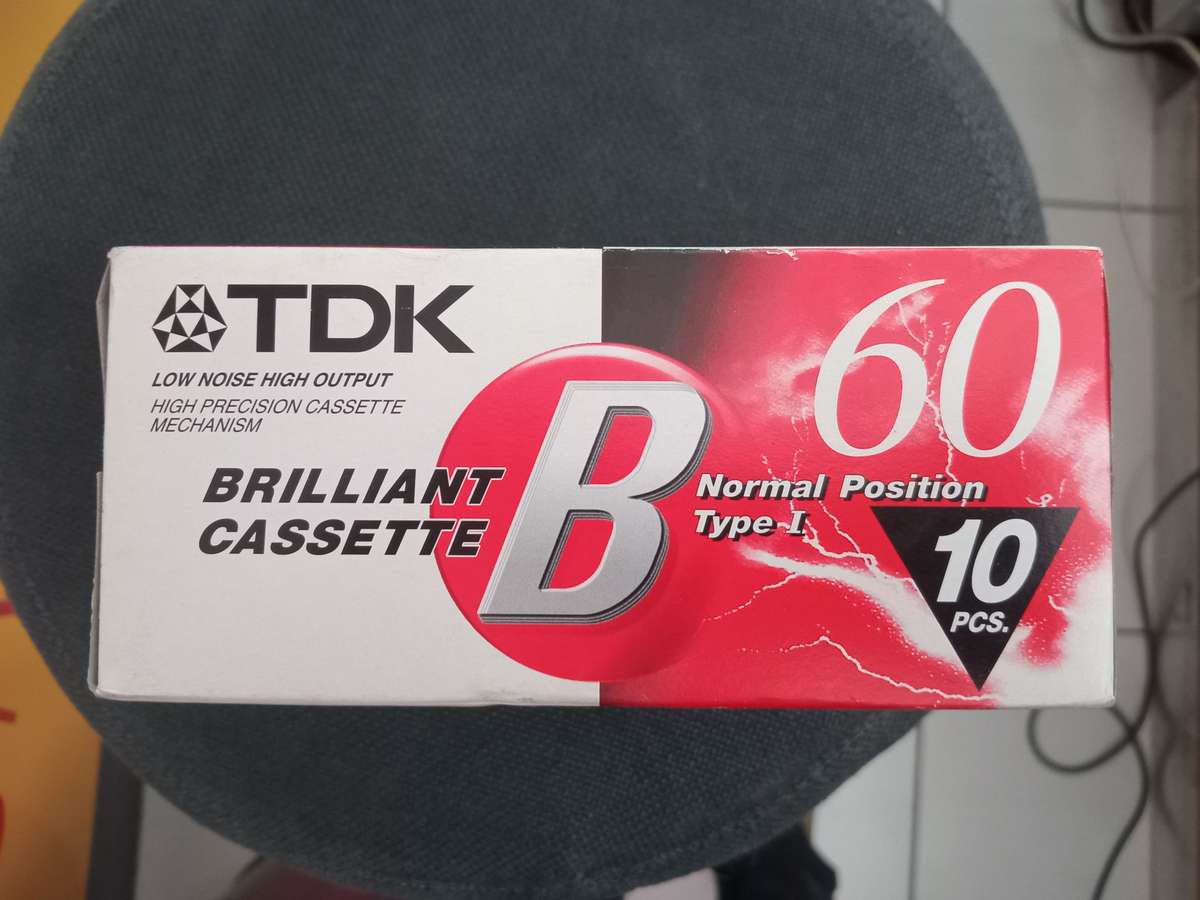 TDK
LOW NOISE HIGH OUTPUT
HIGH PRECISION CASSETTE
MECHANISM
BRILLIANT
CASSETTE
B
60
Normal Position
Type I
10
PCS.